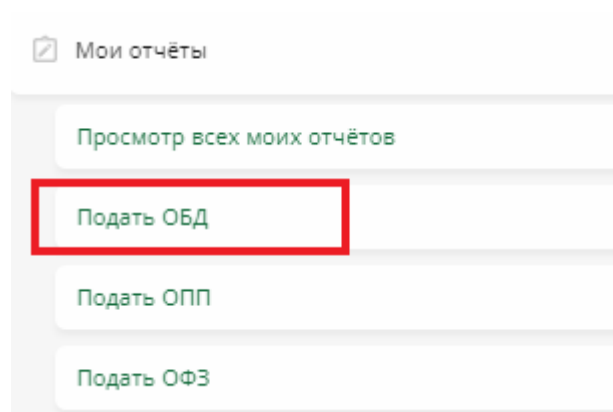 Мои отчёты
Просмотр всех моих отчётов
Подать ОБД
Подать ОПП
Подать ОФЗ